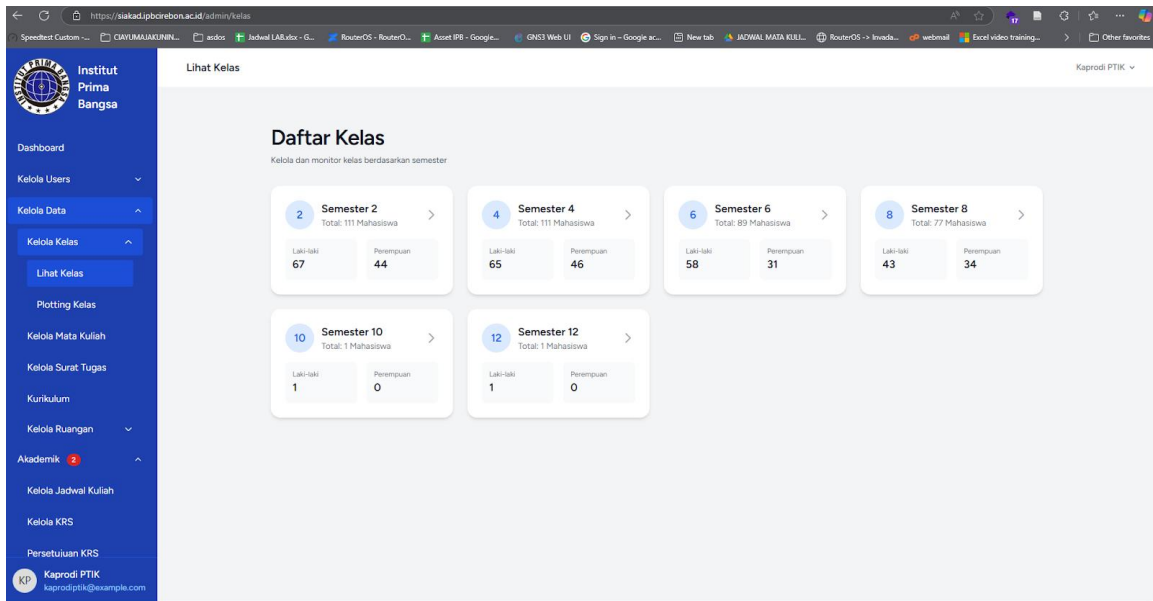 https://siakad.ipbcirebon.ac.id/admin/kelas
17
Speedtest Custom -... CIAYUMAJAKUNIN... asdos Jadwal LAB.xlsx - G... RouterOS - RouterO... Asset IPB - Google... GNS3 Web UI Sign in – Google ac... New tab JADWAL MATA KULI... RouterOS -> Invada... webmail Excel video training... Other favorites
Institut
Prima
Bangsa
Lihat Kelas
Kaprodi PTIK
Dashboard
Kelola Users
Kelola Data
Kelola Kelas
Lihat Kelas
Plotting Kelas
Kelola Mata Kuliah
Kelola Surat Tugas
Kurikulum
Kelola Ruangan
Akademik 2
Kelola Jadwal Kuliah
Kelola KRS
Persetujuan KRS
KP
Kaprodi PTIK
kaprodiptik@example.com
Daftar Kelas
Kelola dan monitor kelas berdasarkan semester
2
Semester 2
Total: 111 Mahasiswa
Laki-laki Perempuan
67 44
4
Semester 4
Total: 111 Mahasiswa
Laki-laki Perempuan
65 46
6
Semester 6
Total: 89 Mahasiswa
Laki-laki Perempuan
58 31
8
Semester 8
Total: 77 Mahasiswa
Laki-laki Perempuan
43 34
10
Semester 10
Total: 1 Mahasiswa
Laki-laki Perempuan
1 0
12
Semester 12
Total: 1 Mahasiswa
Laki-laki Perempuan
1 0